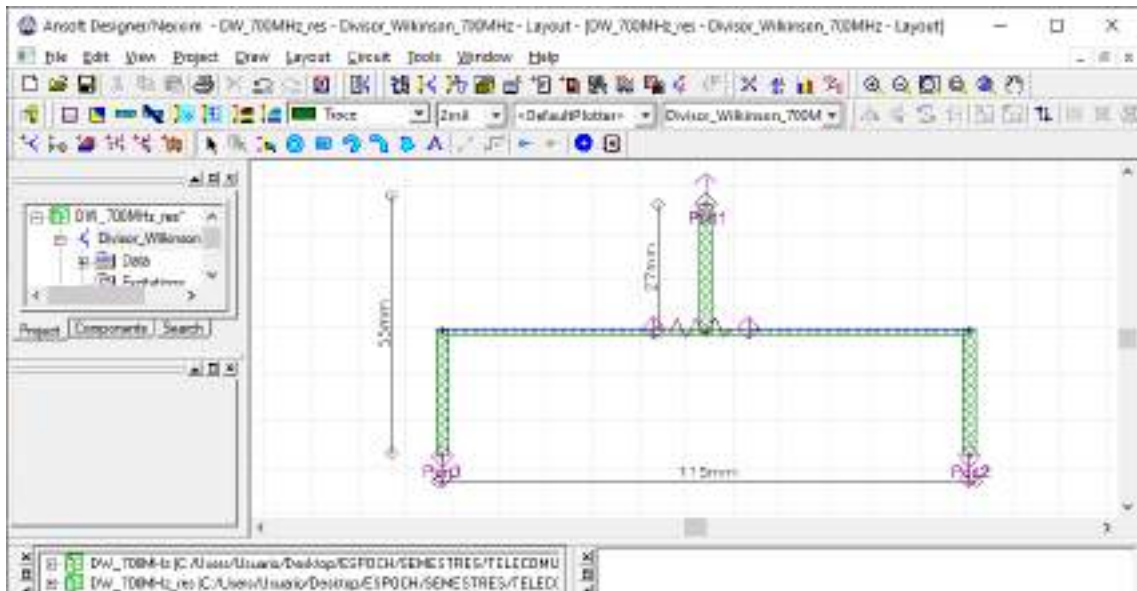 Ansoft Designer/Nexxim - DW_700MHz_res - Divisor_Wilkinson_700MHz - Layout - [DW_700MHz_res - Divisor_Wilkinson_700MHz - Layout]
File Edit View Project Draw Layout Circuit Tools Window Help
Trace 2mil <DefaultPlotter> Divisor_Wilkinson_700M
DW_700MHz_res*
Divisor_Wilkinson
Data
Excitations
Project Components Search
Port1
27mm
55mm
115mm
Port2
DW_700MHz (C:/Users/Usuario/Desktop/ESPOCH/SEMESTRES/TELECOMU
DW_700MHz_res (C:/Users/Usuario/Desktop/ESPOCH/SEMESTRES/TELECO